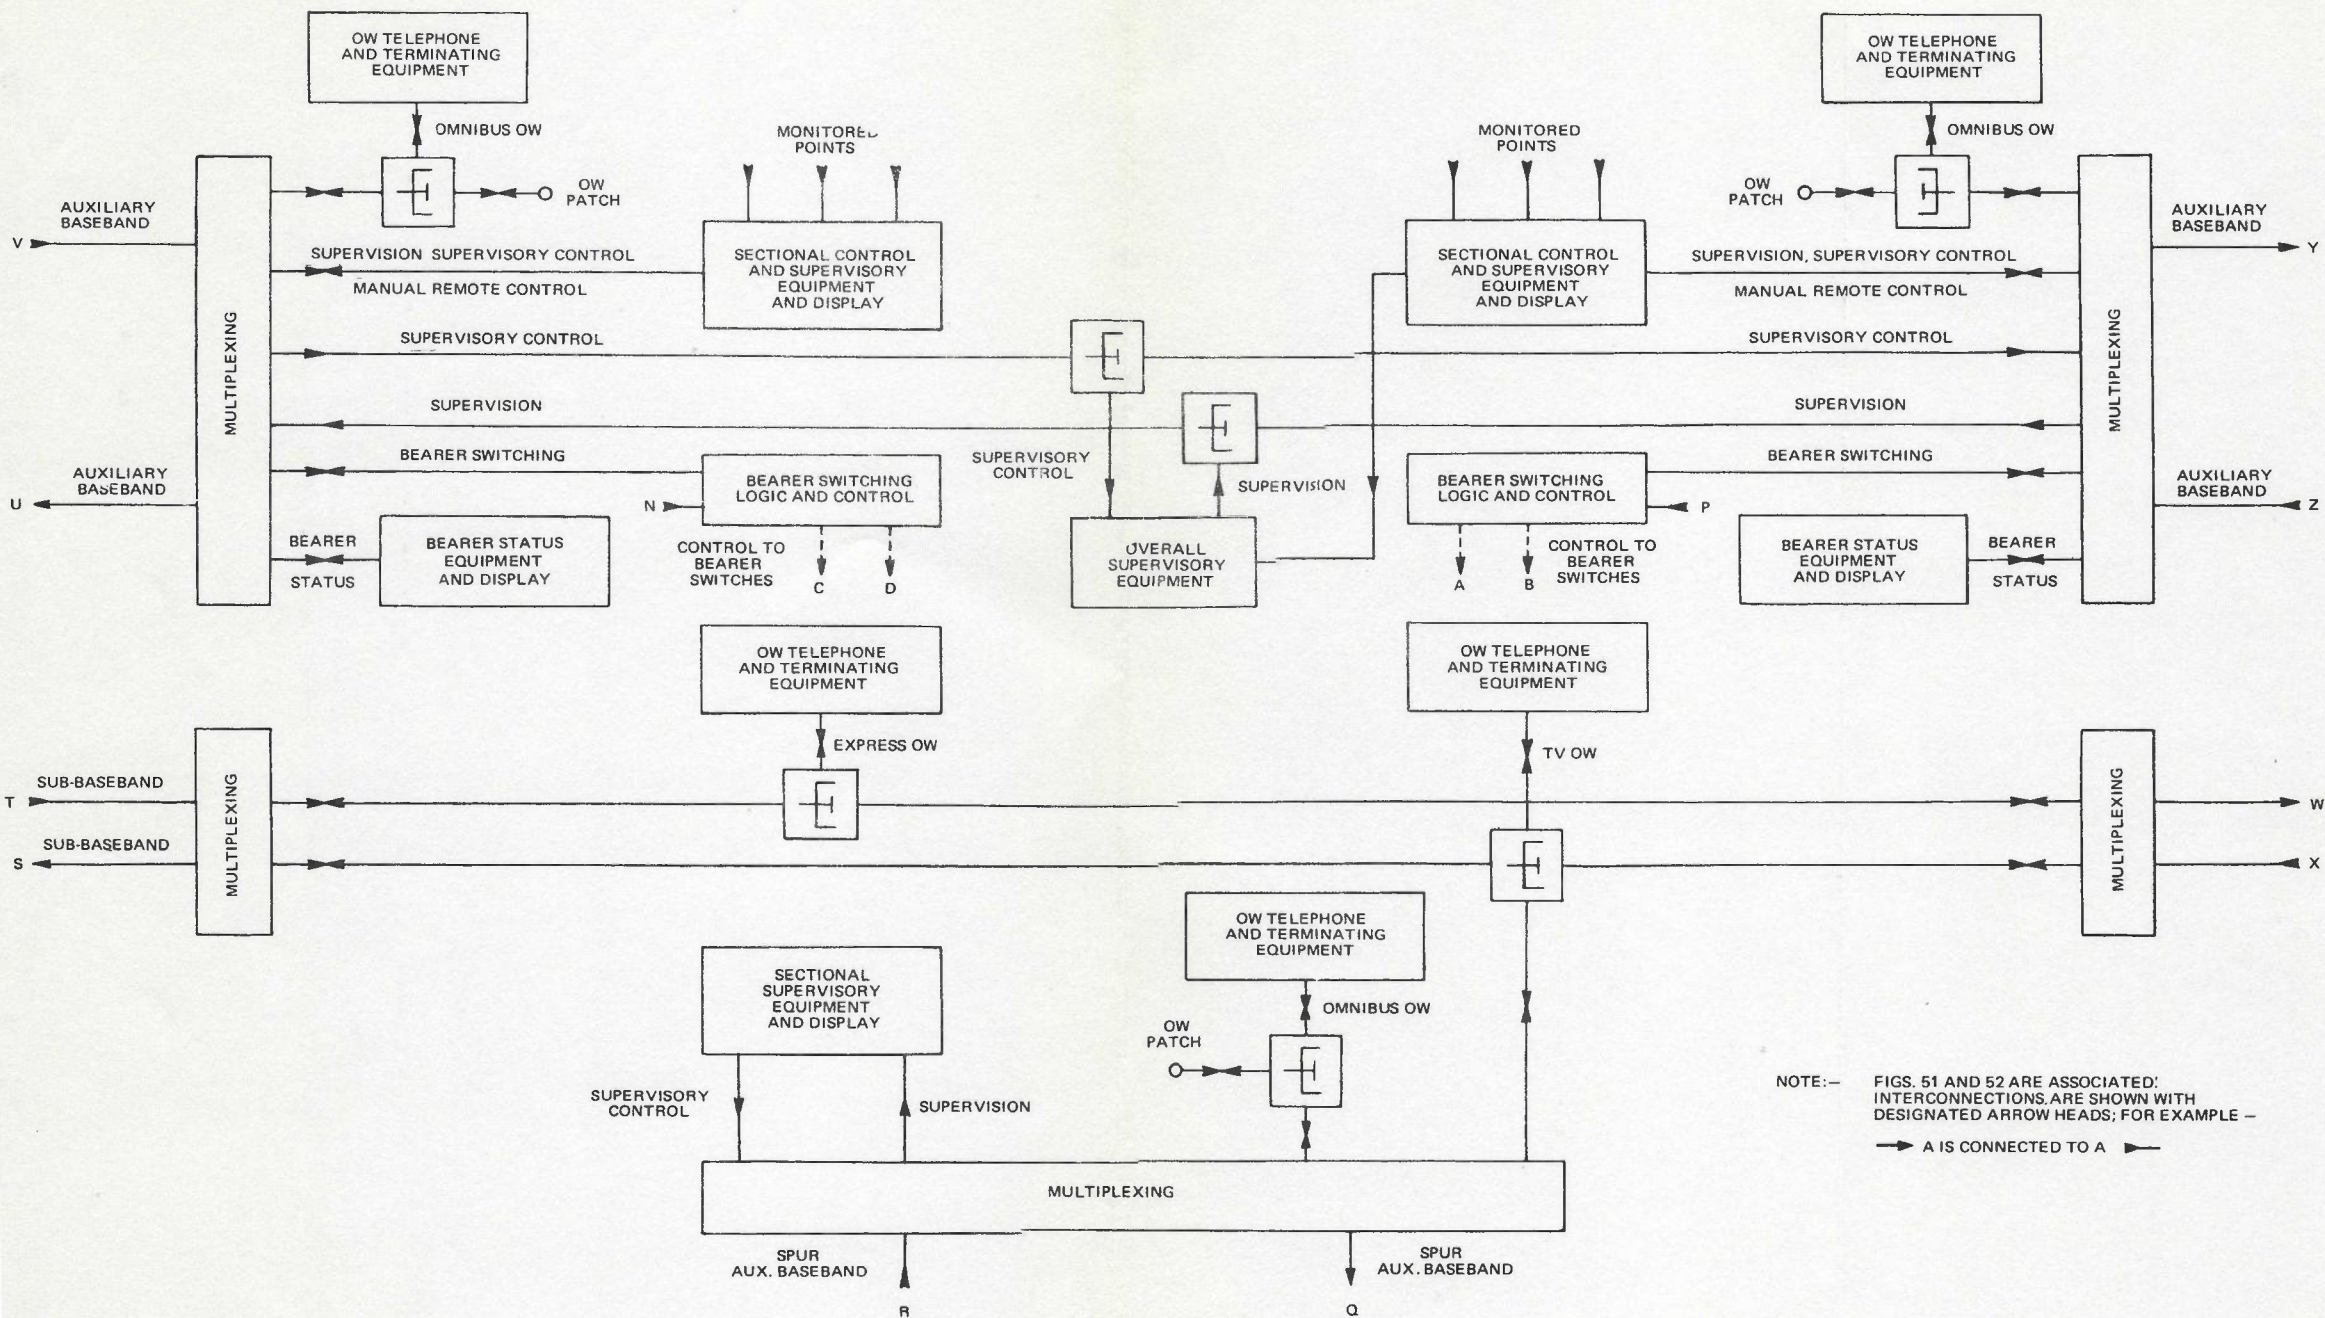 OW TELEPHONE
AND TERMINATING
EQUIPMENT
OMNIBUS OW
OW
PATCH
MONITORED
POINTS
AUXILIARY
BASEBAND
V
SUPERVISION SUPERVISORY CONTROL
MANUAL REMOTE CONTROL
SECTIONAL CONTROL
AND SUPERVISORY
EQUIPMENT
AND DISPLAY
MULTIPLEXING
SUPERVISORY CONTROL
SUPERVISION
BEARER SWITCHING
AUXILIARY
BASEBAND
U
BEARER
STATUS
BEARER STATUS
EQUIPMENT
AND DISPLAY
BEARER SWITCHING
LOGIC AND CONTROL
N
CONTROL TO
BEARER
SWITCHES
C
D
SUPERVISORY
CONTROL
SUPERVISION
OVERALL
SUPERVISORY
EQUIPMENT
MONITORED
POINTS
SECTIONAL CONTROL
AND SUPERVISORY
EQUIPMENT
AND DISPLAY
OW TELEPHONE
AND TERMINATING
EQUIPMENT
OMNIBUS OW
OW
PATCH
AUXILIARY
BASEBAND
Y
SUPERVISION, SUPERVISORY CONTROL
MANUAL REMOTE CONTROL
SUPERVISORY CONTROL
MULTIPLEXING
SUPERVISION
BEARER SWITCHING
BEARER SWITCHING
LOGIC AND CONTROL
P
AUXILIARY
BASEBAND
Z
A
B
CONTROL TO
BEARER
SWITCHES
BEARER STATUS
EQUIPMENT
AND DISPLAY
BEARER
STATUS
OW TELEPHONE
AND TERMINATING
EQUIPMENT
EXPRESS OW
OW TELEPHONE
AND TERMINATING
EQUIPMENT
TV OW
T
SUB-BASEBAND
S
SUB-BASEBAND
MULTIPLEXING
MULTIPLEXING
W
X
OW TELEPHONE
AND TERMINATING
EQUIPMENT
OMNIBUS OW
OW
PATCH
SECTIONAL
SUPERVISORY
EQUIPMENT
AND DISPLAY
SUPERVISORY
CONTROL
SUPERVISION
MULTIPLEXING
SPUR
AUX. BASEBAND
R
SPUR
AUX. BASEBAND
Q
NOTE:– FIGS. 51 AND 52 ARE ASSOCIATED:
INTERCONNECTIONS, ARE SHOWN WITH
DESIGNATED ARROW HEADS; FOR EXAMPLE –
A IS CONNECTED TO A